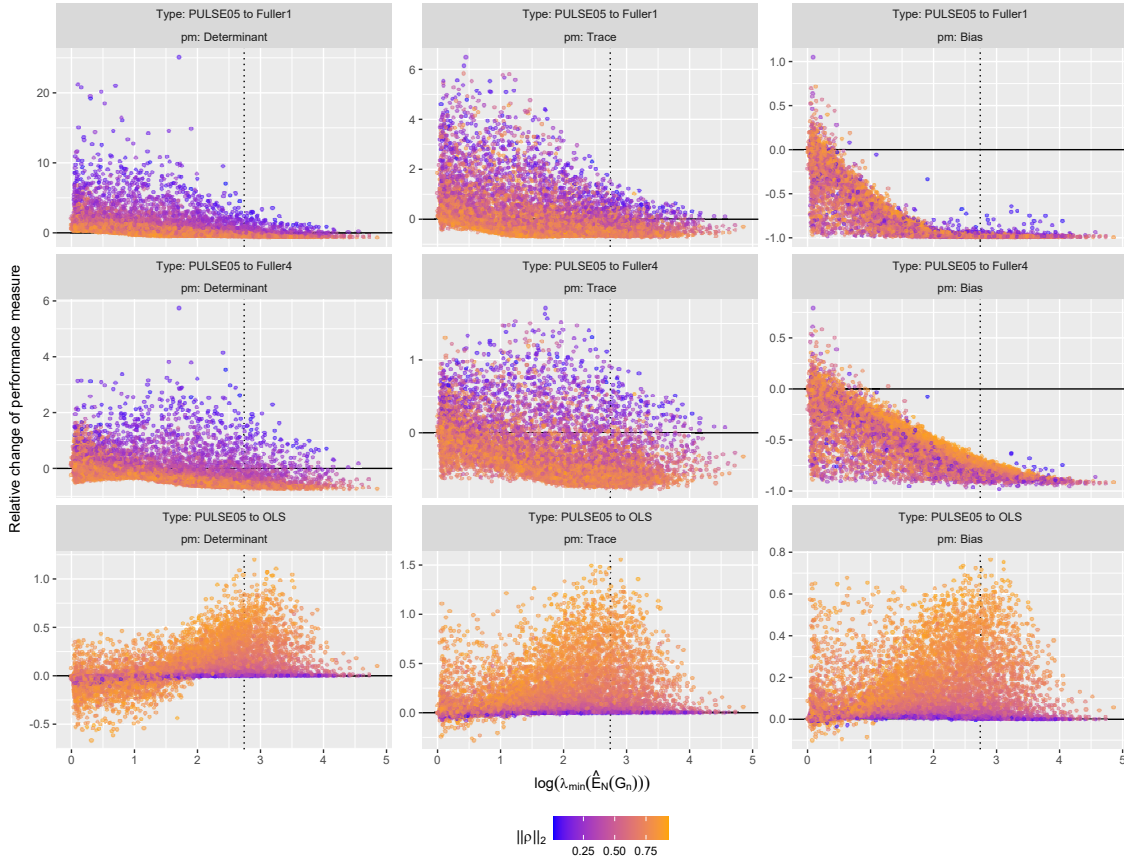 Type: PULSE05 to Fuller1
pm: Determinant
20
10
0
Type: PULSE05 to Fuller1
pm: Trace
6
4
2
0
Type: PULSE05 to Fuller1
pm: Bias
1.0
0.5
0.0
-0.5
-1.0
Relative change of performance measure
Type: PULSE05 to Fuller4
pm: Determinant
6
4
2
0
Type: PULSE05 to Fuller4
pm: Trace
1
0
Type: PULSE05 to Fuller4
pm: Bias
0.5
0.0
-0.5
-1.0
Type: PULSE05 to OLS
pm: Determinant
1.0
0.5
0.0
-0.5
0 1 2 3 4 5
Type: PULSE05 to OLS
pm: Trace
1.5
1.0
0.5
0.0
0 1 2 3 4 5
Type: PULSE05 to OLS
pm: Bias
0.8
0.6
0.4
0.2
0.0
0 1 2 3 4 5
log(λmin(ÊN(Gn)))
||ρ||2
0.25 0.50 0.75